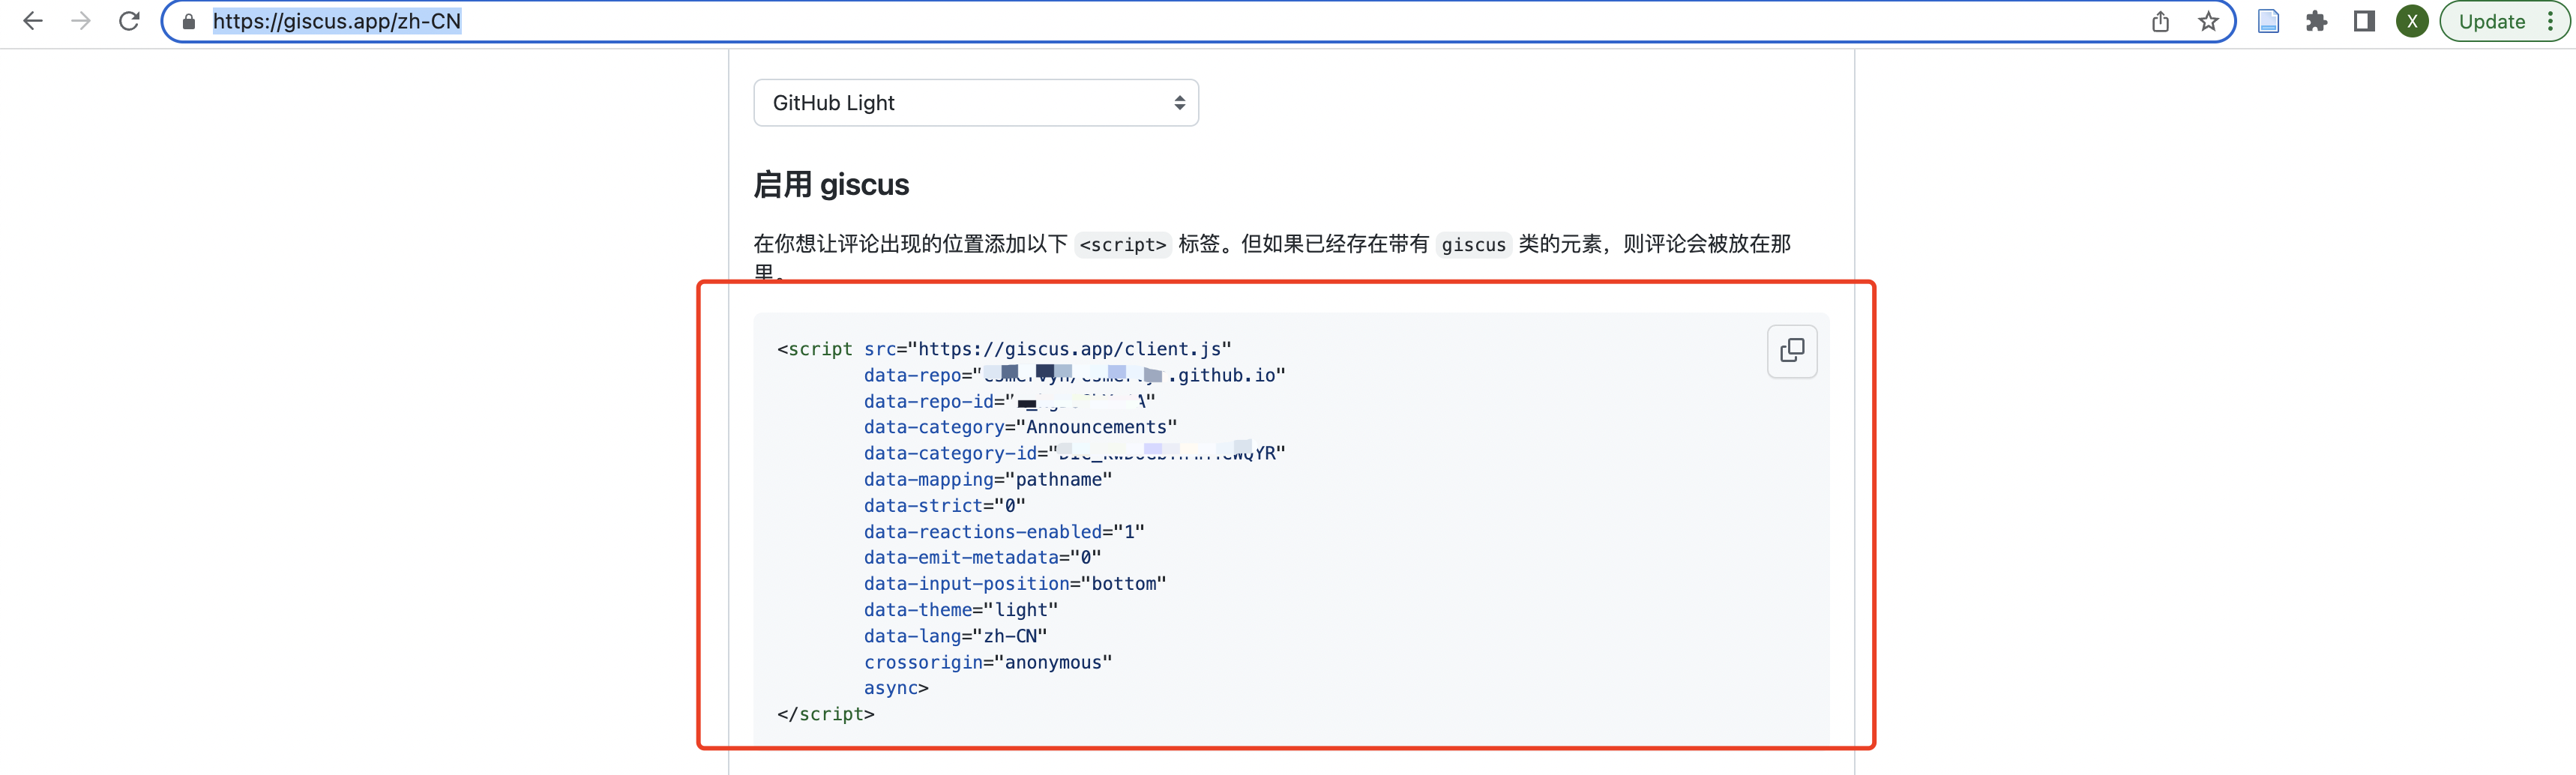 https://giscus.app/zh-CN
X
Update
GitHub Light
启用 giscus
在你想让评论出现的位置添加以下 <script> 标签。但如果已经存在带有 giscus 类的元素，则评论会被放在那
里。
<script src="https://giscus.app/client.js"
data-repo=" .github.io"
data-repo-id=" A"
data-category="Announcements"
data-category-id=" QYR"
data-mapping="pathname"
data-strict="0"
data-reactions-enabled="1"
data-emit-metadata="0"
data-input-position="bottom"
data-theme="light"
data-lang="zh-CN"
crossorigin="anonymous"
async>
</script>